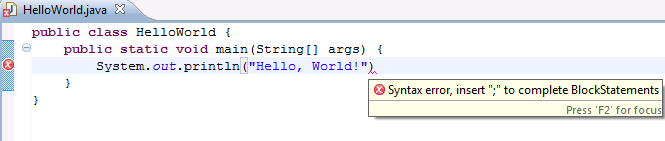 HelloWorld.java
public class HelloWorld {
public static void main(String[] args) {
System.out.println("Hello, World!")
}
}
Syntax error, insert ";" to complete BlockStatements
Press 'F2' for focus